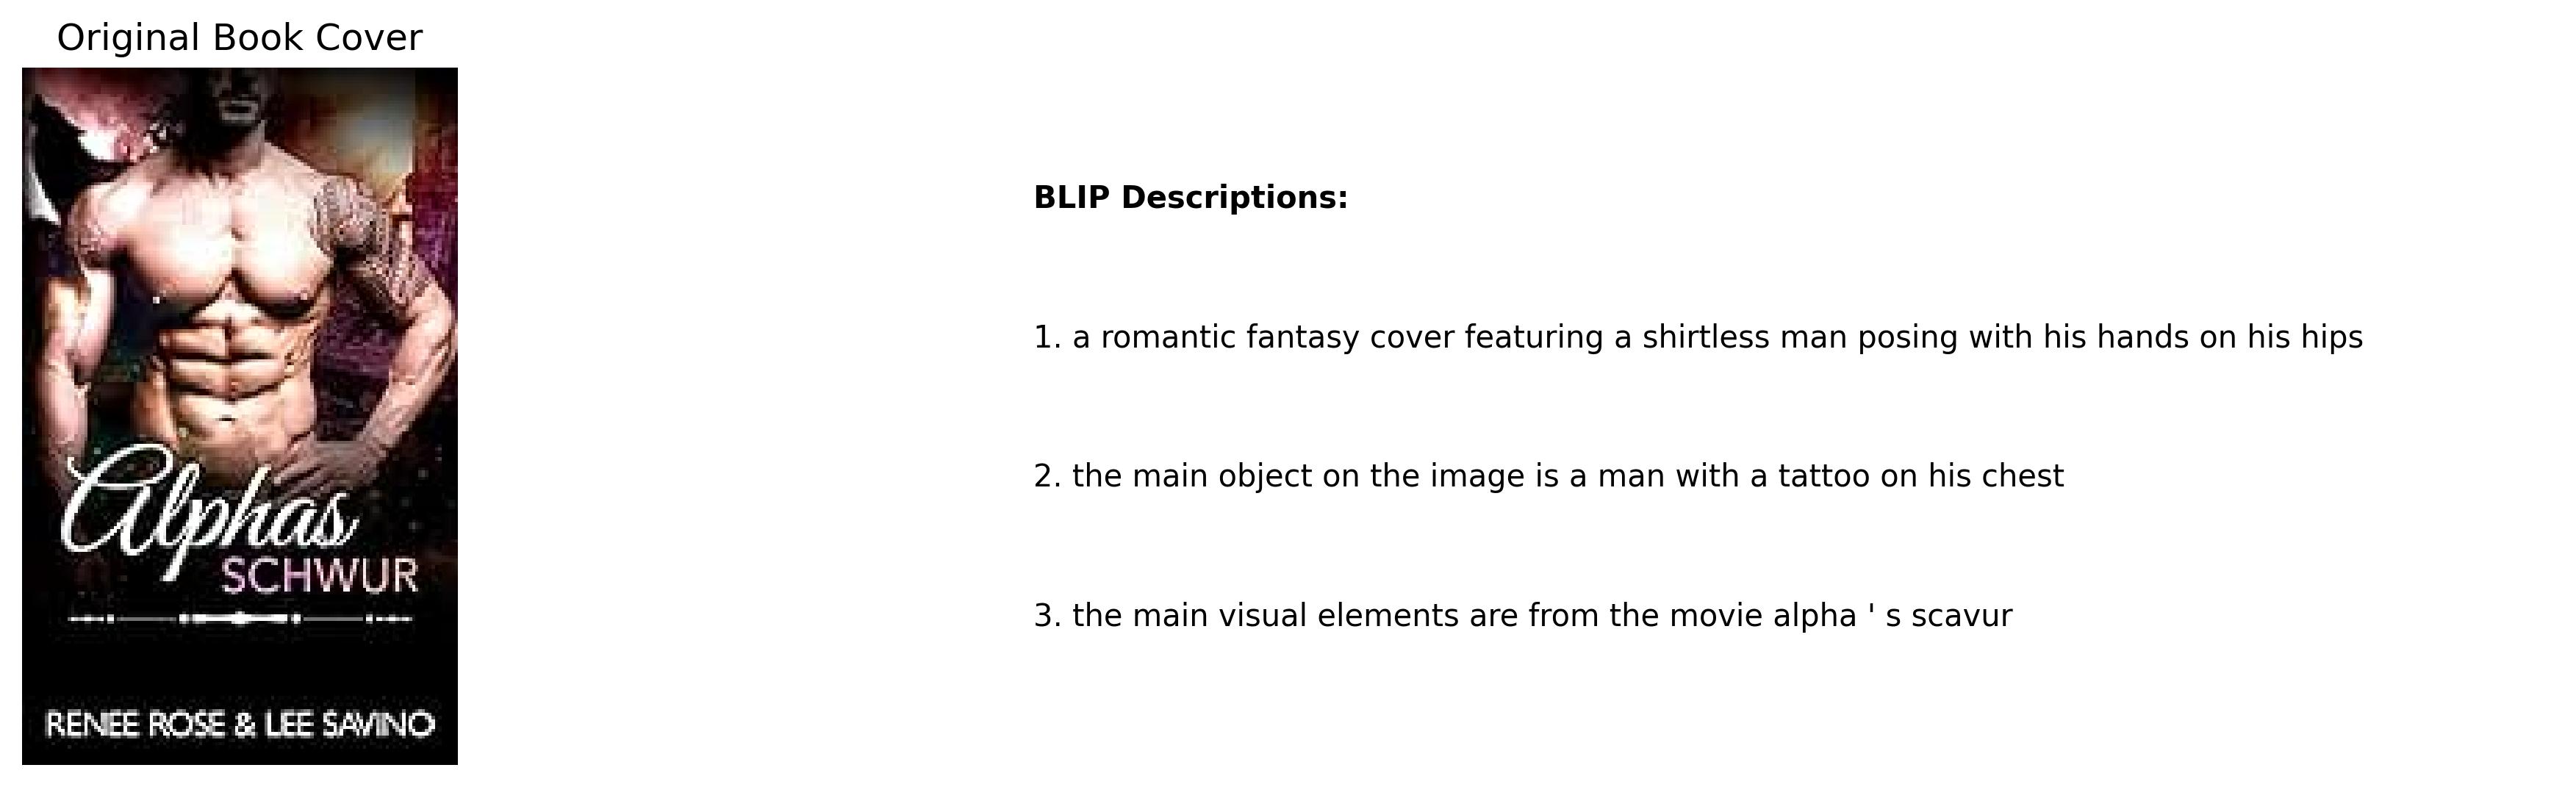 Original Book Cover
Alphas
SCHWUR
RENEE ROSE & LEE SAVINO
BLIP Descriptions:
1. a romantic fantasy cover featuring a shirtless man posing with his hands on his hips
2. the main object on the image is a man with a tattoo on his chest
3. the main visual elements are from the movie alpha ' s scavur